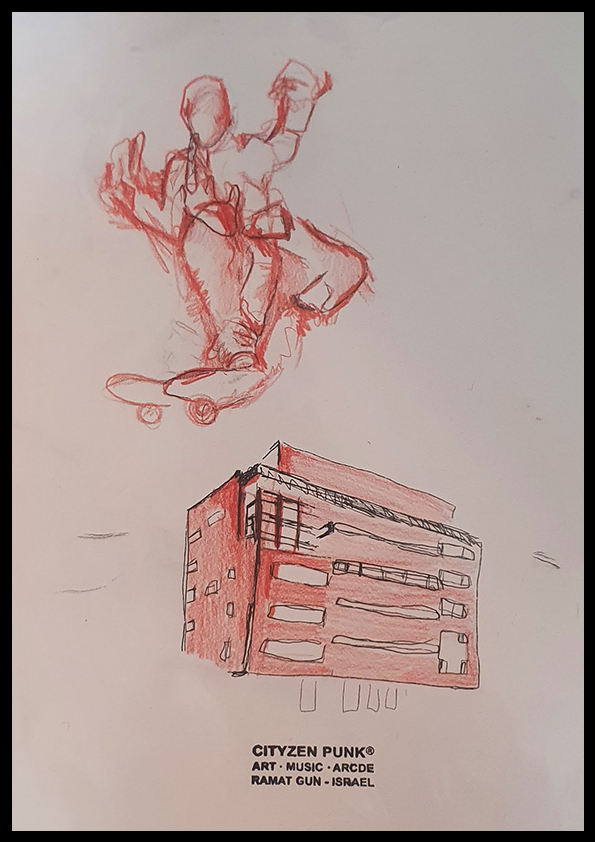 CITYZEN PUNK®
ART · MUSIC · ARCDE
RAMAT GUN - ISRAEL